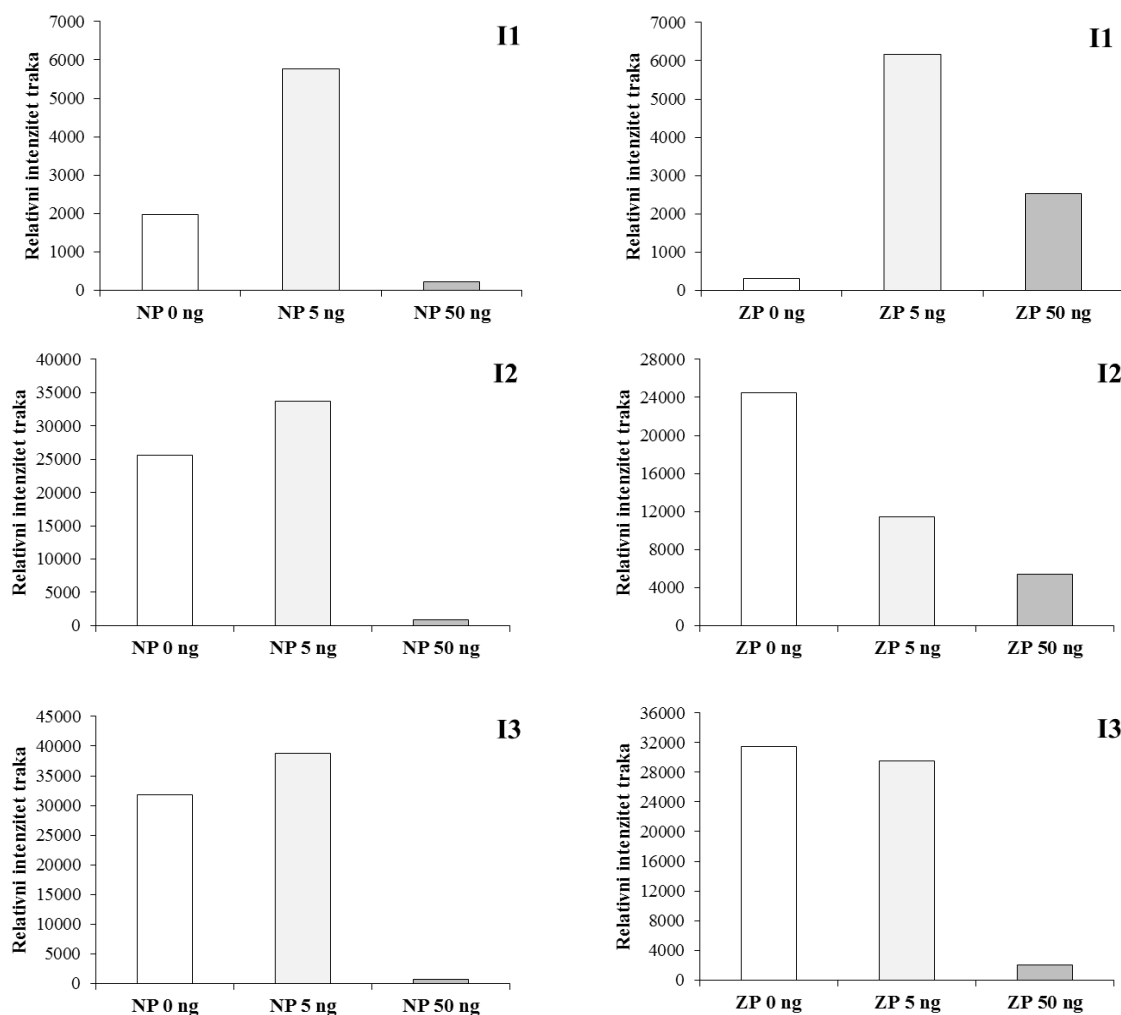 I1
Relativni intenzitet traka
7000
6000
5000
4000
3000
2000
1000
0
NP 0 ng NP 5 ng NP 50 ng
I1
Relativni intenzitet traka
7000
6000
5000
4000
3000
2000
1000
0
ZP 0 ng ZP 5 ng ZP 50 ng
I2
Relativni intenzitet traka
40000
35000
30000
25000
20000
15000
10000
5000
0
NP 0 ng NP 5 ng NP 50 ng
I2
Relativni intenzitet traka
28000
24000
20000
16000
12000
8000
4000
0
ZP 0 ng ZP 5 ng ZP 50 ng
I3
Relativni intenzitet traka
45000
40000
35000
30000
25000
20000
15000
10000
5000
0
NP 0 ng NP 5 ng NP 50 ng
I3
Relativni intenzitet traka
36000
32000
28000
24000
20000
16000
12000
8000
4000
0
ZP 0 ng ZP 5 ng ZP 50 ng